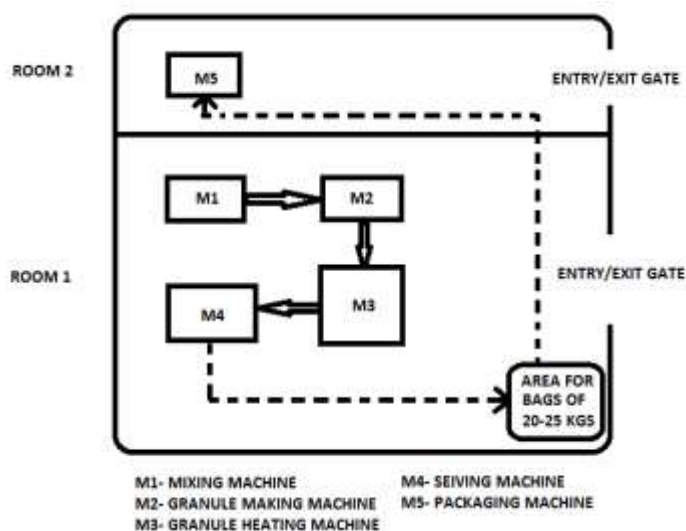 ROOM 2
M5
ENTRY/EXIT GATE
M1
M2
ROOM 1
ENTRY/EXIT GATE
M4
M3
AREA FOR
BAGS OF
20-25 KGS
M1- MIXING MACHINE
M2- GRANULE MAKING MACHINE
M3- GRANULE HEATING MACHINE
M4- SEIVING MACHINE
M5- PACKAGING MACHINE